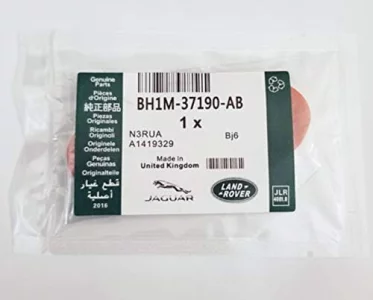 Genuine
Parts
Pièces
d'Origine
純正部品
Piezas
Originales
Ricambi
Originali
Originele
Onderdelen
Peças
Genuinas
Originalteile
قطع غيار
أصلية
2018
BH1M-37190-AB
1 x
N3RUA
Bj6
A1419329
Made in
United Kingdom
JAGUAR
LAND
ROVER
JLR